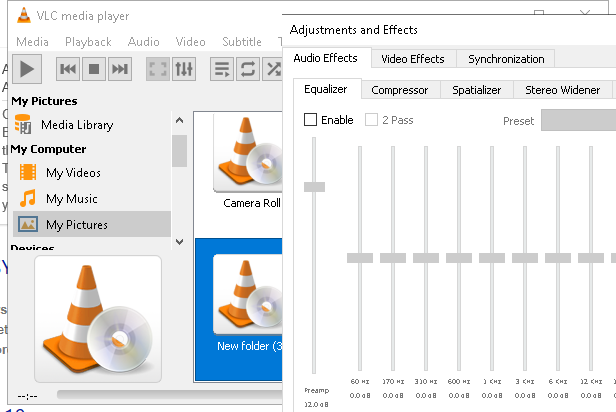 VLC media player
Media Playback Audio Video Subtitle T
My Pictures
Media Library
My Computer
My Videos
My Music
My Pictures
Devices
Camera Roll
New folder (3
--:--
Adjustments and Effects
Audio Effects Video Effects Synchronization
Equalizer Compressor Spatializer Stereo Widener
Enable 2 Pass Preset
60 Hz 170 Hz 310 Hz 600 Hz 1 KHz 3 KHz 6 KHz 12 KHz
Preamp 0.0 dB 0.0 dB 0.0 dB 0.0 dB 0.0 dB 0.0 dB 0.0 dB 0.0 dB
12.0 dB